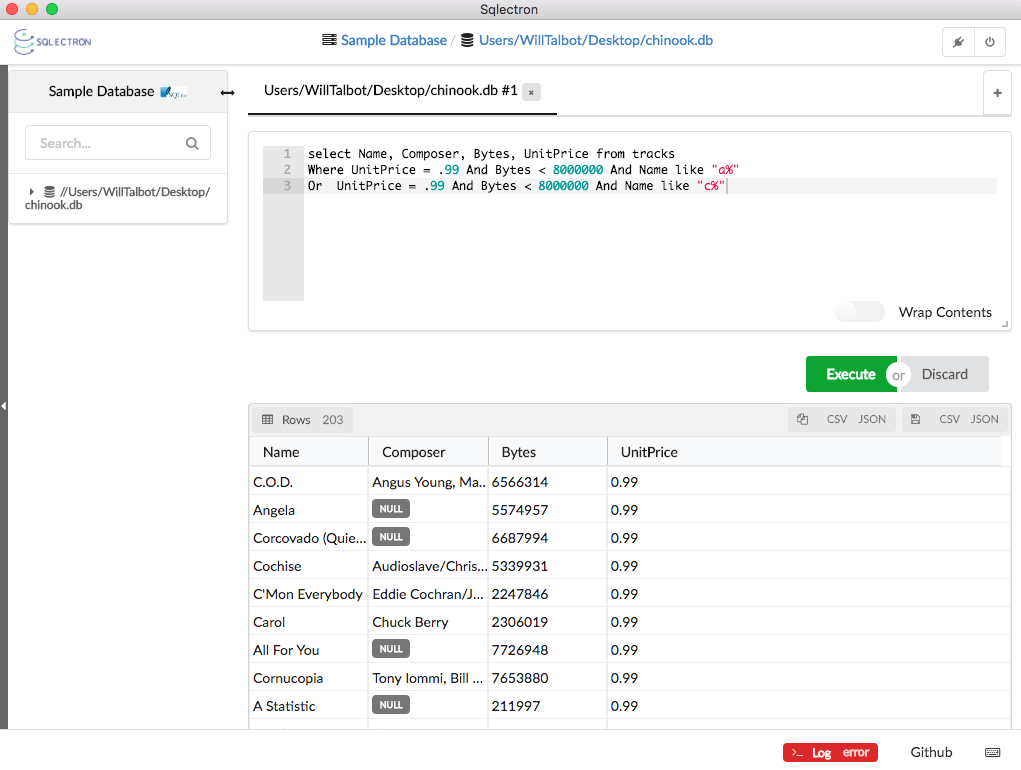 Sqlectron
SQLECTRON
Sample Database / Users/WillTalbot/Desktop/chinook.db
Sample Database SQLite
Users/WillTalbot/Desktop/chinook.db #1 ×
+
Search...
//Users/WillTalbot/Desktop/
chinook.db
1 select Name, Composer, Bytes, UnitPrice from tracks
2 Where UnitPrice = .99 And Bytes < 8000000 And Name like "a%"
3 Or  UnitPrice = .99 And Bytes < 8000000 And Name like "c%"
Wrap Contents
Execute or Discard
Rows 203 CSV JSON CSV JSON
Name Composer Bytes UnitPrice
C.O.D. Angus Young, Ma... 6566314 0.99
Angela NULL 5574957 0.99
Corcovado (Quie... NULL 6687994 0.99
Cochise Audioslave/Chris... 5339931 0.99
C'Mon Everybody Eddie Cochran/J... 2247846 0.99
Carol Chuck Berry 2306019 0.99
All For You NULL 7726948 0.99
Cornucopia Tony Iommi, Bill ... 7653880 0.99
A Statistic NULL 211997 0.99
>_ Log error Github